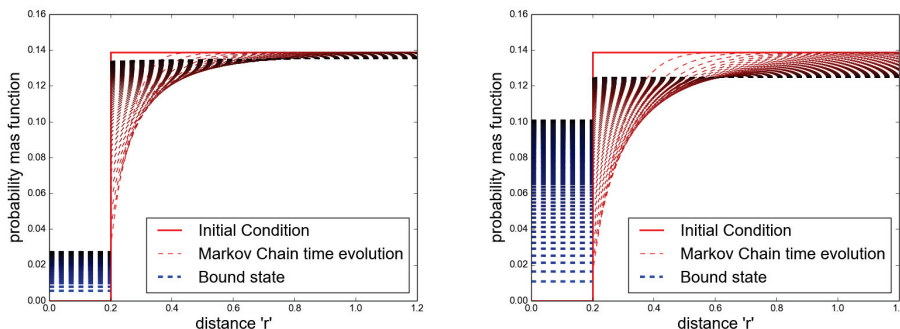 0.16
0.14
0.12
0.10
0.08
0.06
0.04
0.02
0.00
probability mas function
Initial Condition
Markov Chain time evolution
Bound state
0.0 0.2 0.4 0.6 0.8 1.0 1.2
distance 'r'
0.16
0.14
0.12
0.10
0.08
0.06
0.04
0.02
0.00
probability mas function
Initial Condition
Markov Chain time evolution
Bound state
0.0 0.2 0.4 0.6 0.8 1.0 1.2
distance 'r'